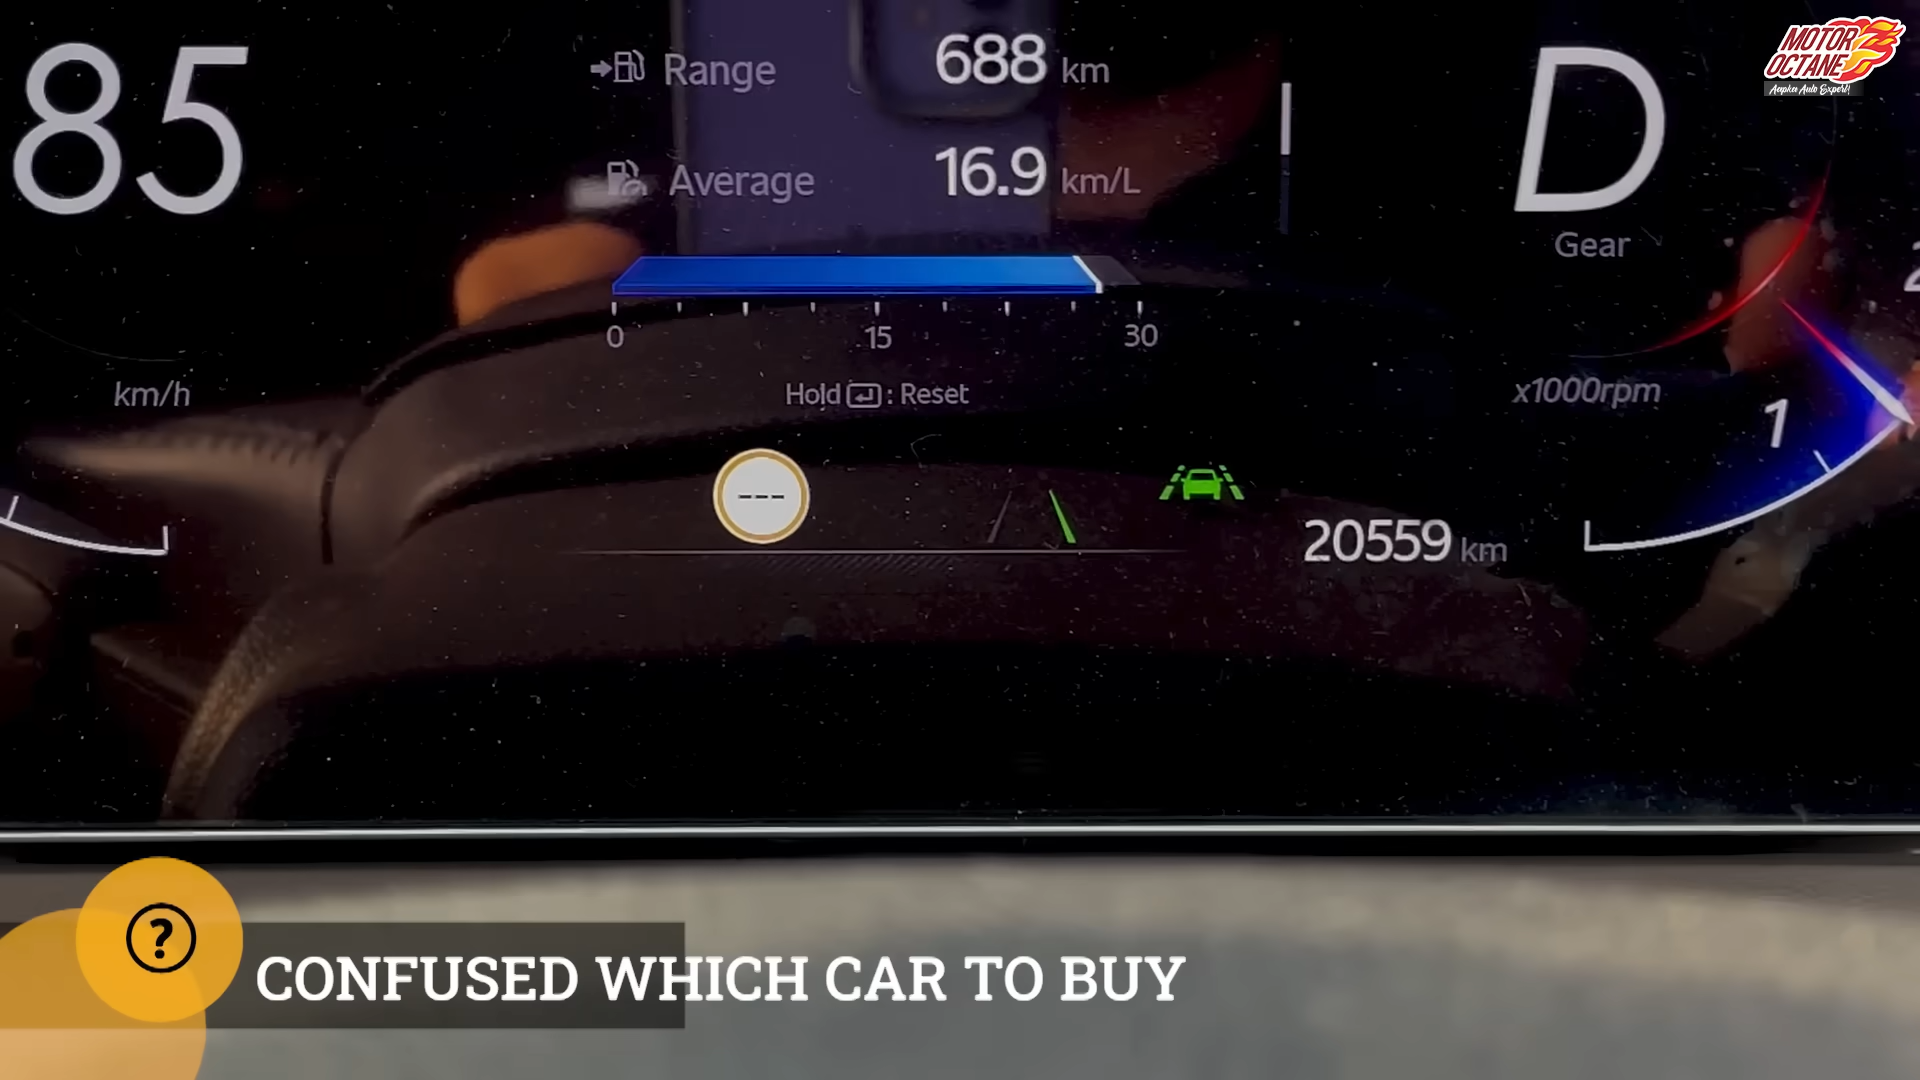 MOTOR
OCTANE
Aapka Auto Expert!
85
Range 688 km
Average 16.9 km/L
D
Gear
0 15 30
Hold : Reset
km/h
x1000rpm
1
2
---
20559 km
?
CONFUSED WHICH CAR TO BUY